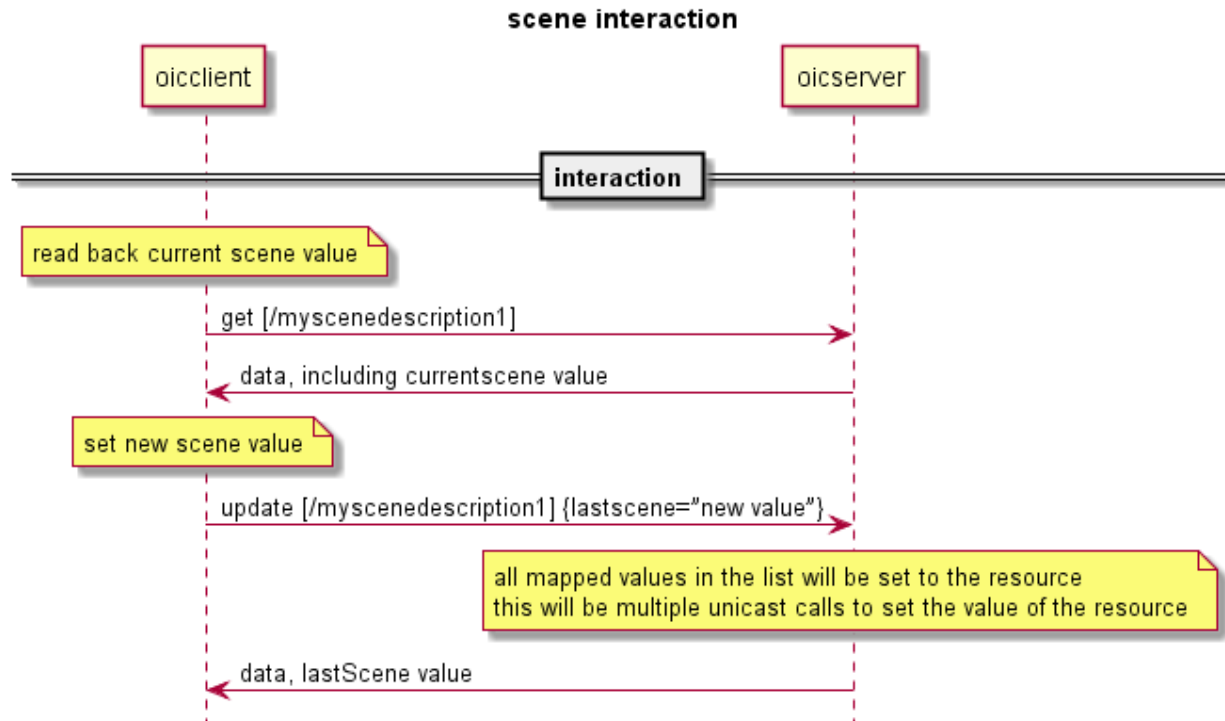 scene interaction
oicclient
oicserver
interaction
read back current scene value
get [/myscenedescription1]
data, including currentscene value
set new scene value
update [/myscenedescription1] {lastscene="new value"}
all mapped values in the list will be set to the resource
this will be multiple unicast calls to set the value of the resource
data, lastScene value